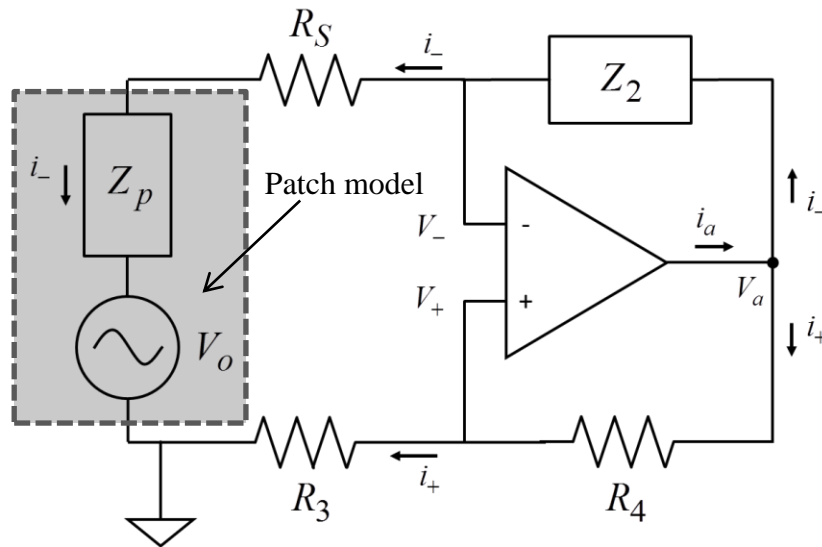 R_S
i_-
Z_2
i_-
Z_p
Patch model
V_-
-
i_a
i_-
V_o
V_+
+
V_a
i_+
R_3
i_+
R_4